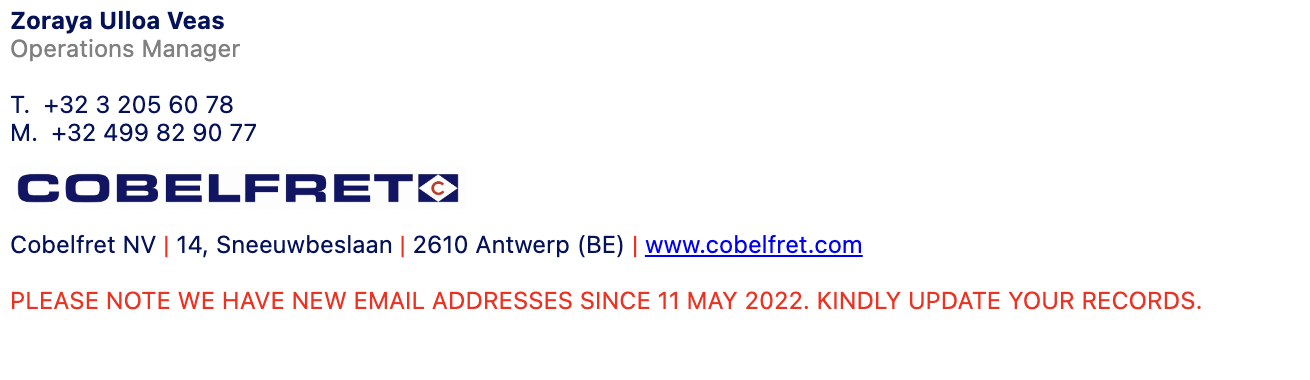 Zoraya Ulloa Veas
Operations Manager
T. +32 3 205 60 78
M. +32 499 82 90 77
COBELFRET C
Cobelfret NV | 14, Sneeuwbeslaan | 2610 Antwerp (BE) | www.cobelfret.com
PLEASE NOTE WE HAVE NEW EMAIL ADDRESSES SINCE 11 MAY 2022. KINDLY UPDATE YOUR RECORDS.